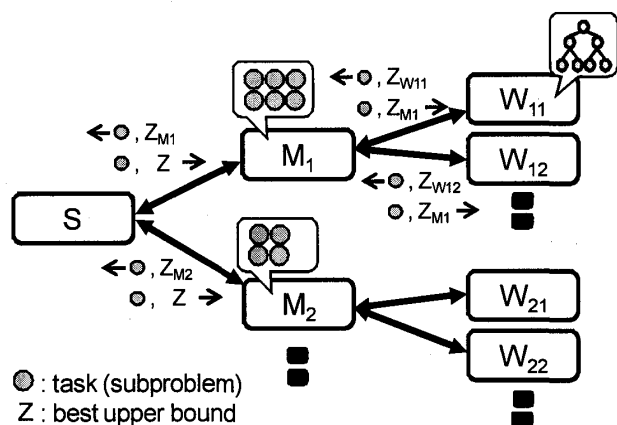 , Z_W11
, Z_M1
W_11
, Z_M1
, Z
M_1
W_12
, Z_W12
, Z_M1
S
, Z_M2
, Z
M_2
W_21
W_22
: task (subproblem)
Z : best upper bound